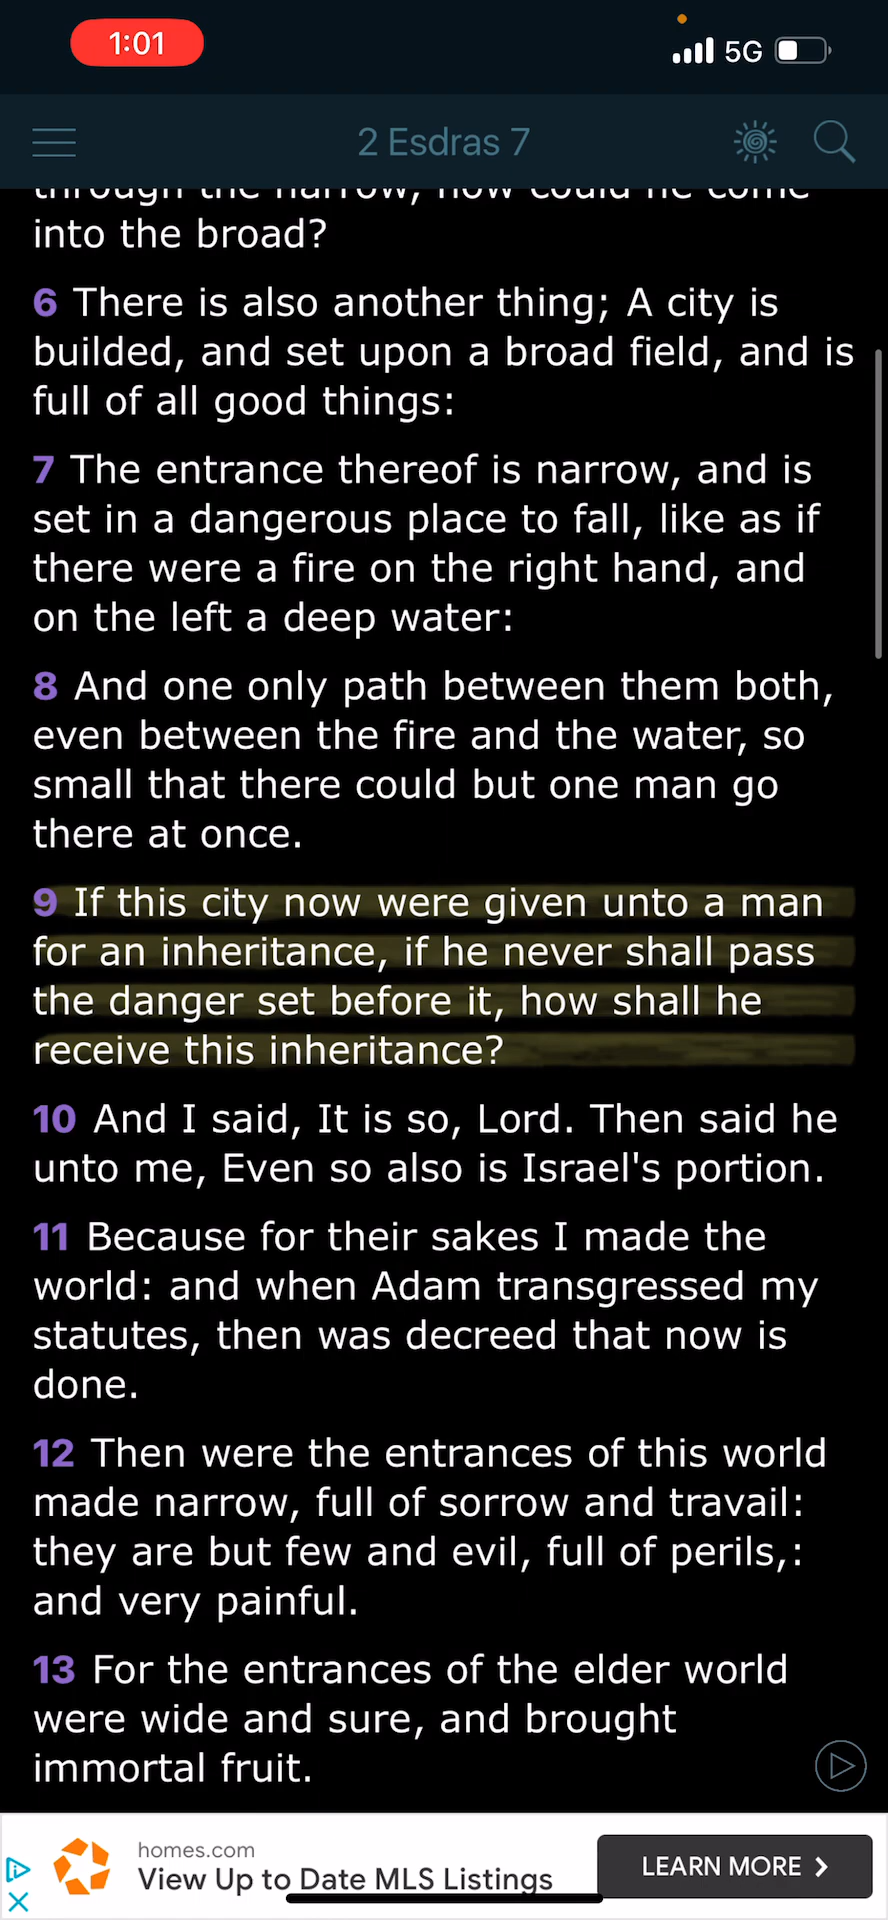 1:01
5G
2 Esdras 7
through the narrow, how could he come
into the broad?
6 There is also another thing; A city is
builded, and set upon a broad field, and is
full of all good things:
7 The entrance thereof is narrow, and is
set in a dangerous place to fall, like as if
there were a fire on the right hand, and
on the left a deep water:
8 And one only path between them both,
even between the fire and the water, so
small that there could but one man go
there at once.
9 If this city now were given unto a man
for an inheritance, if he never shall pass
the danger set before it, how shall he
receive this inheritance?
10 And I said, It is so, Lord. Then said he
unto me, Even so also is Israel's portion.
11 Because for their sakes I made the
world: and when Adam transgressed my
statutes, then was decreed that now is
done.
12 Then were the entrances of this world
made narrow, full of sorrow and travail:
they are but few and evil, full of perils,:
and very painful.
13 For the entrances of the elder world
were wide and sure, and brought
immortal fruit.
homes.com
View Up to Date MLS Listings
LEARN MORE